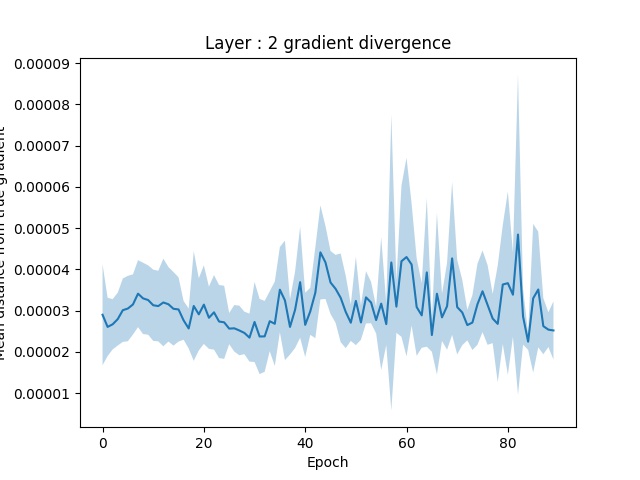 Layer : 2 gradient divergence
Mean distance from true gradient
0.00009
0.00008
0.00007
0.00006
0.00005
0.00004
0.00003
0.00002
0.00001
0 20 40 60 80
Epoch